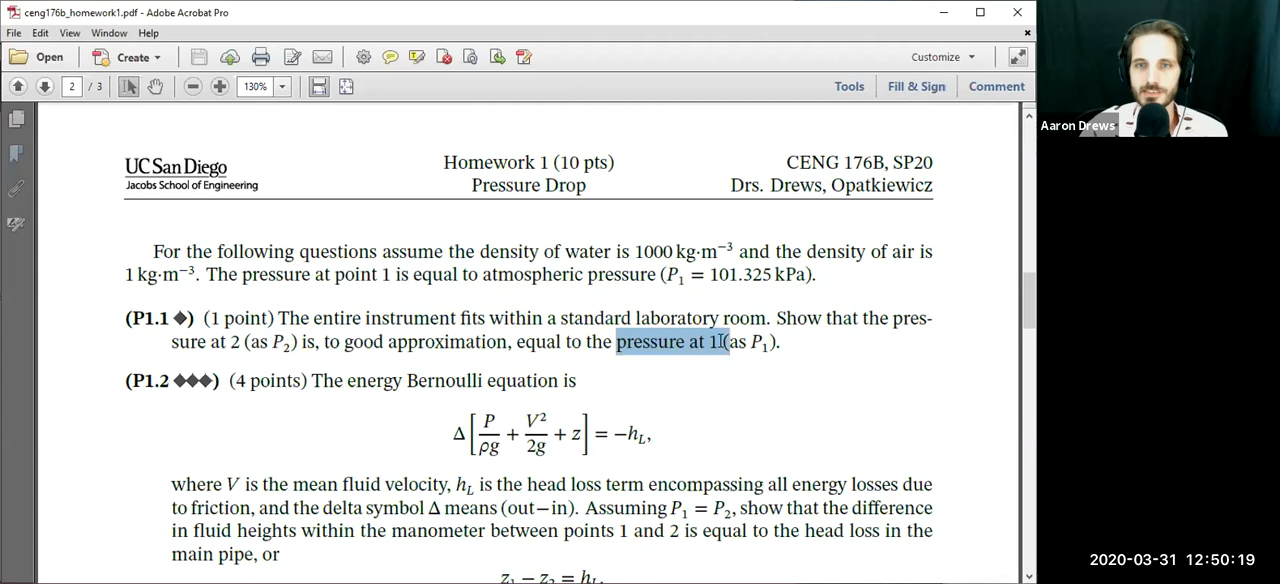 ceng176b_homework1.pdf - Adobe Acrobat Pro
File Edit View Window Help
Open Create Customize
2 / 3 130% Tools Fill & Sign Comment
Aaron Drews
UC San Diego
Jacobs School of Engineering
Homework 1 (10 pts)
Pressure Drop
CENG 176B, SP20
Drs. Drews, Opatkiewicz
For the following questions assume the density of water is 1000 kg·m⁻³ and the density of air is
1 kg·m⁻³. The pressure at point 1 is equal to atmospheric pressure (P₁ = 101.325 kPa).
(P1.1 ◆) (1 point) The entire instrument fits within a standard laboratory room. Show that the pres-
sure at 2 (as P₂) is, to good approximation, equal to the pressure at 1 (as P₁).
(P1.2 ◆◆◆) (4 points) The energy Bernoulli equation is
Δ[P/ρg + V²/2g + z] = −h_L,
where V is the mean fluid velocity, h_L is the head loss term encompassing all energy losses due
to friction, and the delta symbol Δ means (out−in). Assuming P₁ = P₂, show that the difference
in fluid heights within the manometer between points 1 and 2 is equal to the head loss in the
main pipe, or
z₁ − z₂ = h_L.
2020-03-31 12:50:19